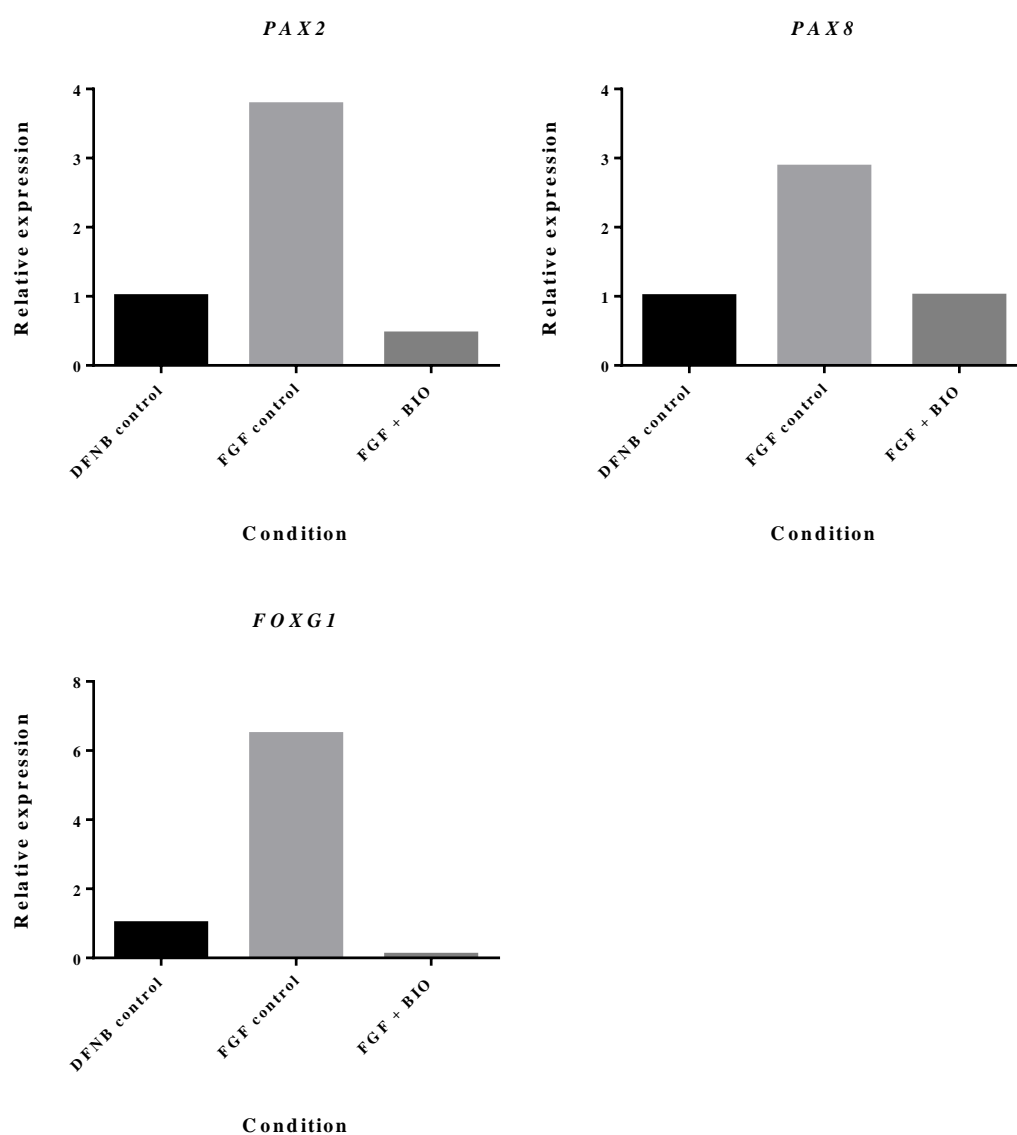 PAX2
Relative expression
4
3
2
1
0
DFNB control
FGF control
FGF + BIO
Condition
PAX8
Relative expression
4
3
2
1
0
DFNB control
FGF control
FGF + BIO
Condition
FOXG1
Relative expression
8
6
4
2
0
DFNB control
FGF control
FGF + BIO
Condition